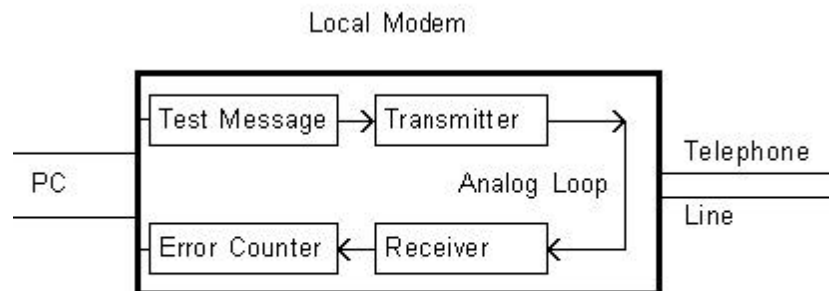 Local Modem
Test Message
Transmitter
Telephone
PC
Analog Loop
Line
Error Counter
Receiver